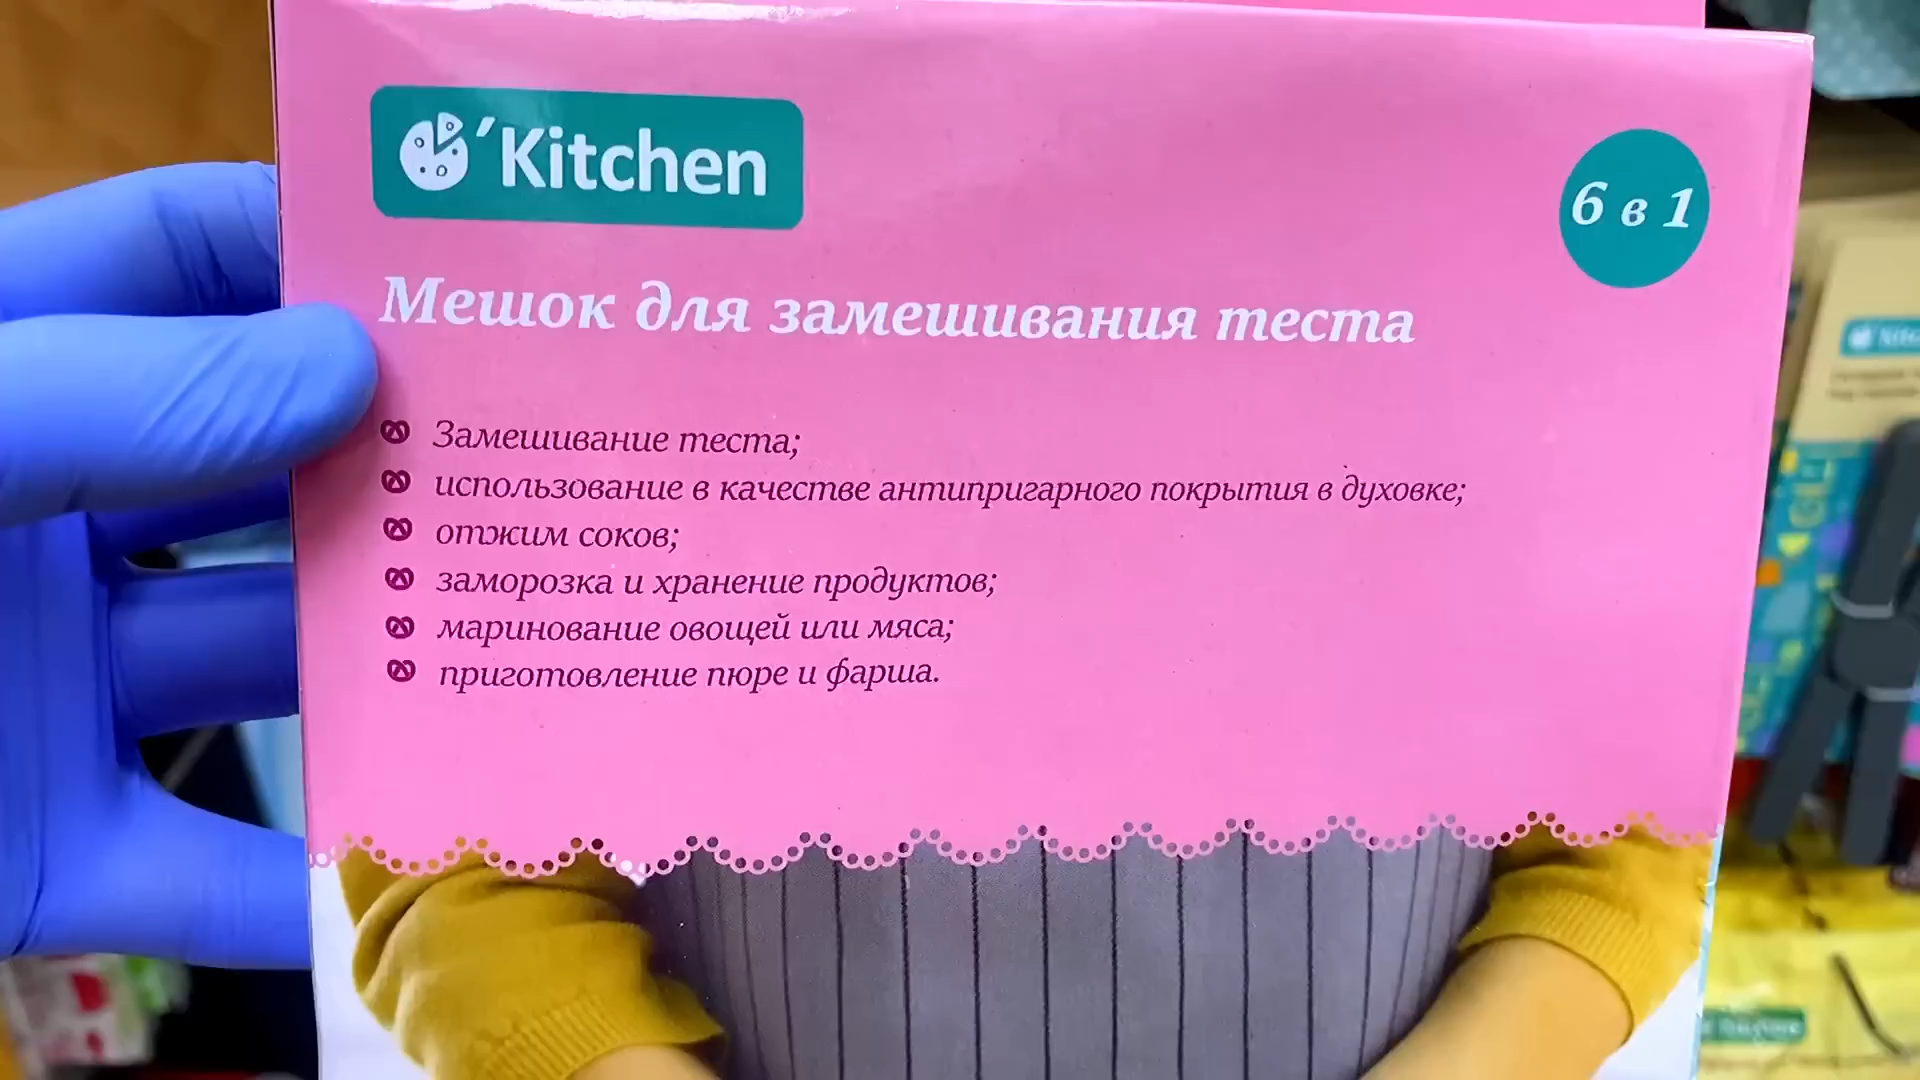 'Kitchen
6 в 1
Мешок для замешивания теста
Замешивание теста;
использование в качестве антипригарного покрытия в духовке;
отжим соков;
заморозка и хранение продуктов;
маринование овощей или мяса;
приготовление пюре и фарша.